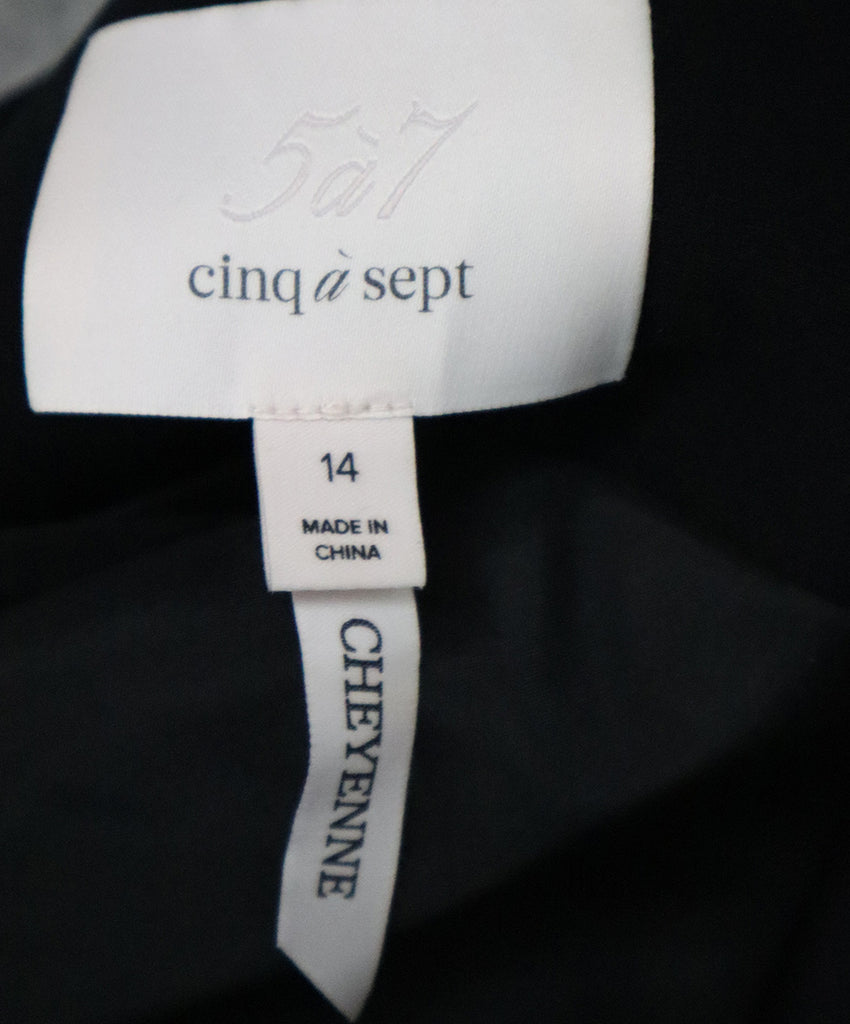 5à7
cinq à sept
14
MADE IN
CHINA
CHEYENNE